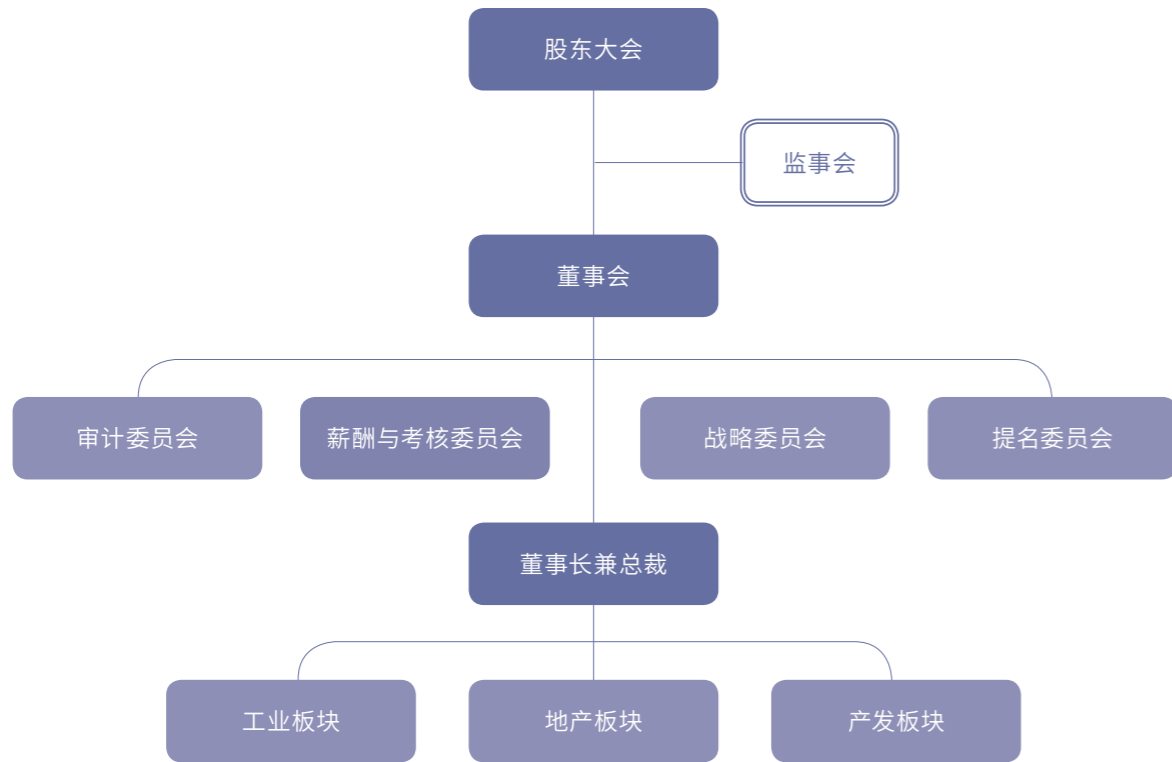 股东大会
监事会
董事会
审计委员会
薪酬与考核委员会
战略委员会
提名委员会
董事长兼总裁
工业板块
地产板块
产发板块